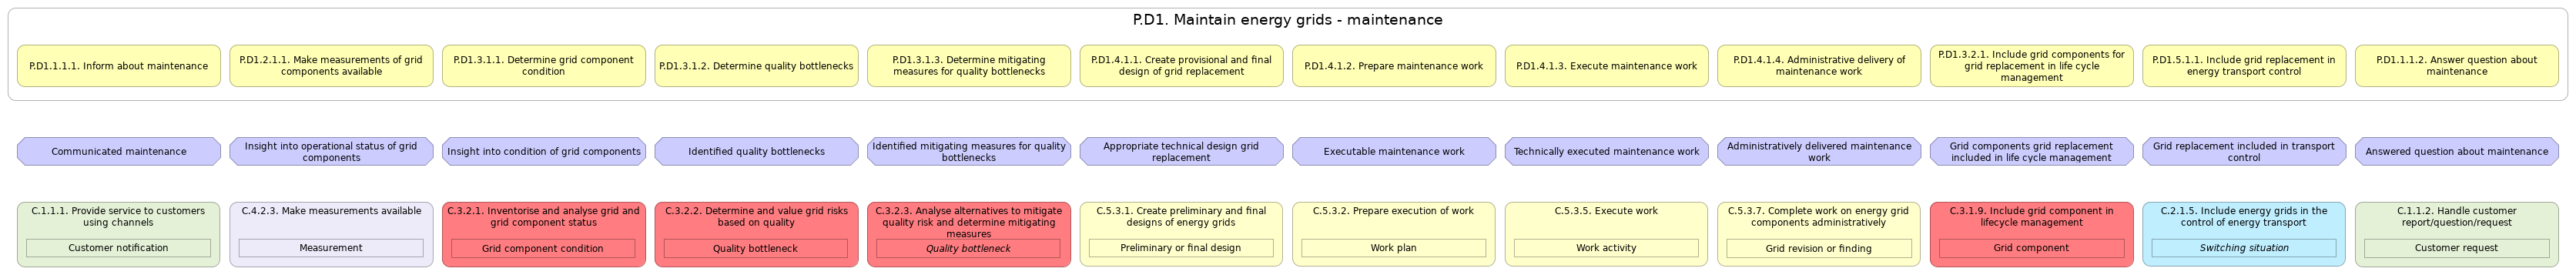 P.D1. Maintain energy grids - maintenance
P.D1.1.1.1. Inform about maintenance
P.D1.2.1.1. Make measurements of grid
components available
P.D1.3.1.1. Determine grid component
condition
P.D1.3.1.2. Determine quality bottlenecks
P.D1.3.1.3. Determine mitigating
measures for quality bottlenecks
P.D1.4.1.1. Create provisional and final
design of grid replacement
P.D1.4.1.2. Prepare maintenance work
P.D1.4.1.3. Execute maintenance work
P.D1.4.1.4. Administrative delivery of
maintenance work
P.D1.3.2.1. Include grid components for
grid replacement in life cycle
management
P.D1.5.1.1. Include grid replacement in
energy transport control
P.D1.1.1.2. Answer question about
maintenance
Communicated maintenance
Insight into operational status of grid
components
Insight into condition of grid components
Identified quality bottlenecks
Identified mitigating measures for quality
bottlenecks
Appropriate technical design grid
replacement
Executable maintenance work
Technically executed maintenance work
Administratively delivered maintenance
work
Grid components grid replacement
included in life cycle management
Grid replacement included in transport
control
Answered question about maintenance
C.1.1.1. Provide service to customers
using channels
Customer notification
C.4.2.3. Make measurements available
Measurement
C.3.2.1. Inventorise and analyse grid and
grid component status
Grid component condition
C.3.2.2. Determine and value grid risks
based on quality
Quality bottleneck
C.3.2.3. Analyse alternatives to mitigate
quality risk and determine mitigating
measures
Quality bottleneck
C.5.3.1. Create preliminary and final
designs of energy grids
Preliminary or final design
C.5.3.2. Prepare execution of work
Work plan
C.5.3.5. Execute work
Work activity
C.5.3.7. Complete work on energy grid
components administratively
Grid revision or finding
C.3.1.9. Include grid component in
lifecycle management
Grid component
C.2.1.5. Include energy grids in the
control of energy transport
Switching situation
C.1.1.2. Handle customer
report/question/request
Customer request